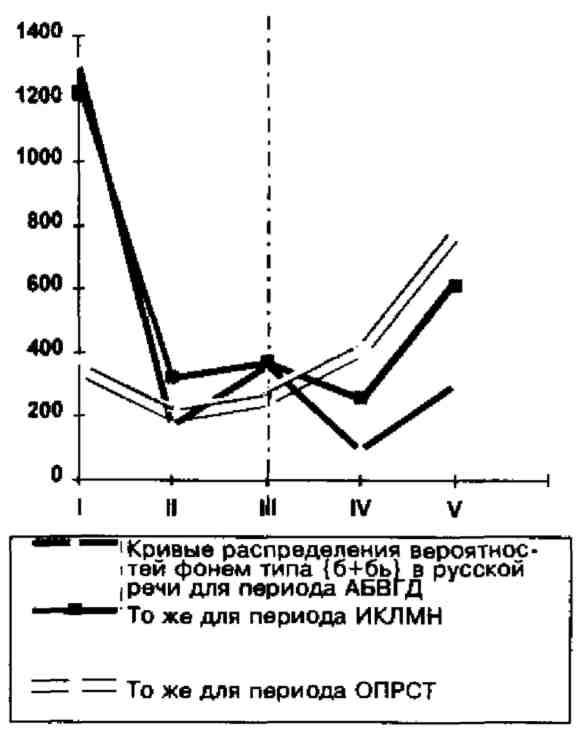 1400
1200
1000
800
600
400
200
0
I II III IV V
Кривые распределения вероятнос-
тей фонем типа {б+бь} в русской
речи для периода АБВГД
То же для периода ИКЛМН
То же для периода ОПРСТ